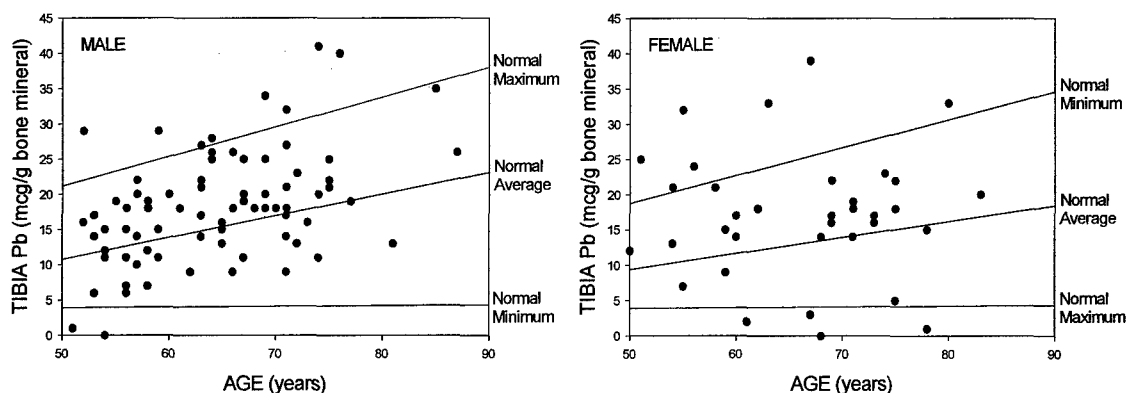 MALE
TIBIA Pb (mcg/g bone mineral)
45
40
35
30
25
20
15
10
5
0
50
60
70
80
90
AGE (years)
Normal
Maximum
Normal
Average
Normal
Minimum
FEMALE
TIBIA Pb (mcg/g bone mineral)
45
40
35
30
25
20
15
10
5
0
50
60
70
80
90
AGE (years)
Normal
Minimum
Normal
Average
Normal
Maximum